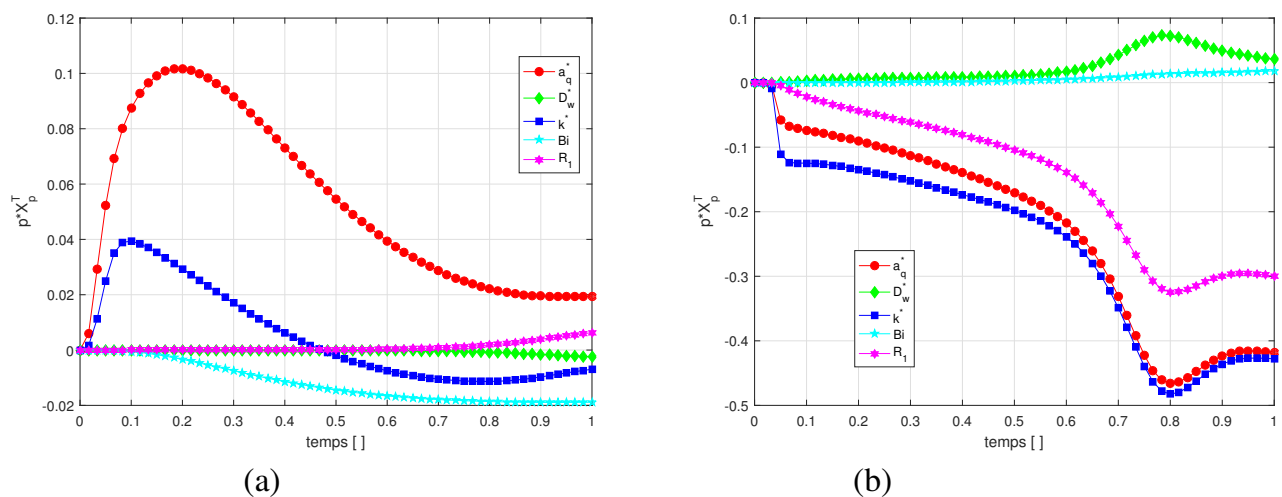 0.12
0.1
0.08
0.06
0.04
0.02
0
-0.02
p*X_p^T
0 0.1 0.2 0.3 0.4 0.5 0.6 0.7 0.8 0.9 1
temps [ ]
a_q^*
D_w^*
k^*
Bi
R_1
(a)
0.1
0
-0.1
-0.2
-0.3
-0.4
-0.5
p*X_p^T
0 0.1 0.2 0.3 0.4 0.5 0.6 0.7 0.8 0.9 1
temps [ ]
a_q^*
D_w^*
k^*
Bi
R_1
(b)